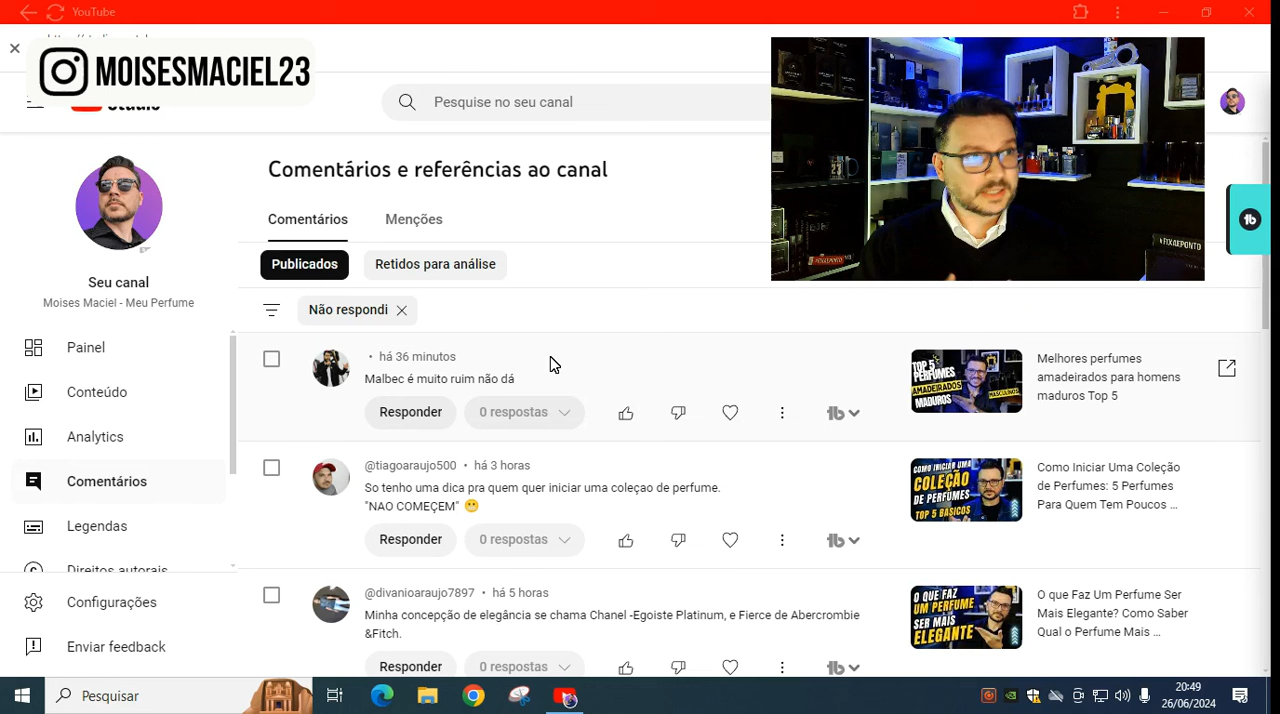 YouTube
MOISESMACIEL23
Studio
Pesquise no seu canal
Comentários e referências ao canal
Comentários
Menções
Publicados
Retidos para análise
Não respondi
Seu canal
Moises Maciel - Meu Perfume
Painel
Conteúdo
Analytics
Comentários
Legendas
Direitos autorais
Configurações
Enviar feedback
• há 36 minutos
Malbec é muito ruim não dá
Responder
0 respostas
TOP 5
PERFUMES
AMADEIRADOS
MADUROS
MASCULINOS
Melhores perfumes
amadeirados para homens
maduros Top 5
@tiagoaraujo500 • há 3 horas
So tenho uma dica pra quem quer iniciar uma coleçao de perfume.
"NAO COMEÇEM" 😬
Responder
0 respostas
COMO INICIAR UMA
COLEÇÃO
DE PERFUMES
TOP 5 BÁSICOS
Como Iniciar Uma Coleção
de Perfumes: 5 Perfumes
Para Quem Tem Poucos ...
@divanioaraujo7897 • há 5 horas
Minha concepção de elegância se chama Chanel -Egoiste Platinum, e Fierce de Abercrombie
&Fitch.
Responder
0 respostas
O QUE FAZ
UM PERFUME
SER MAIS
ELEGANTE
O que Faz Um Perfume Ser
Mais Elegante? Como Saber
Qual o Perfume Mais ...
#FIXAEPONTO
Pesquisar
20:49
26/06/2024